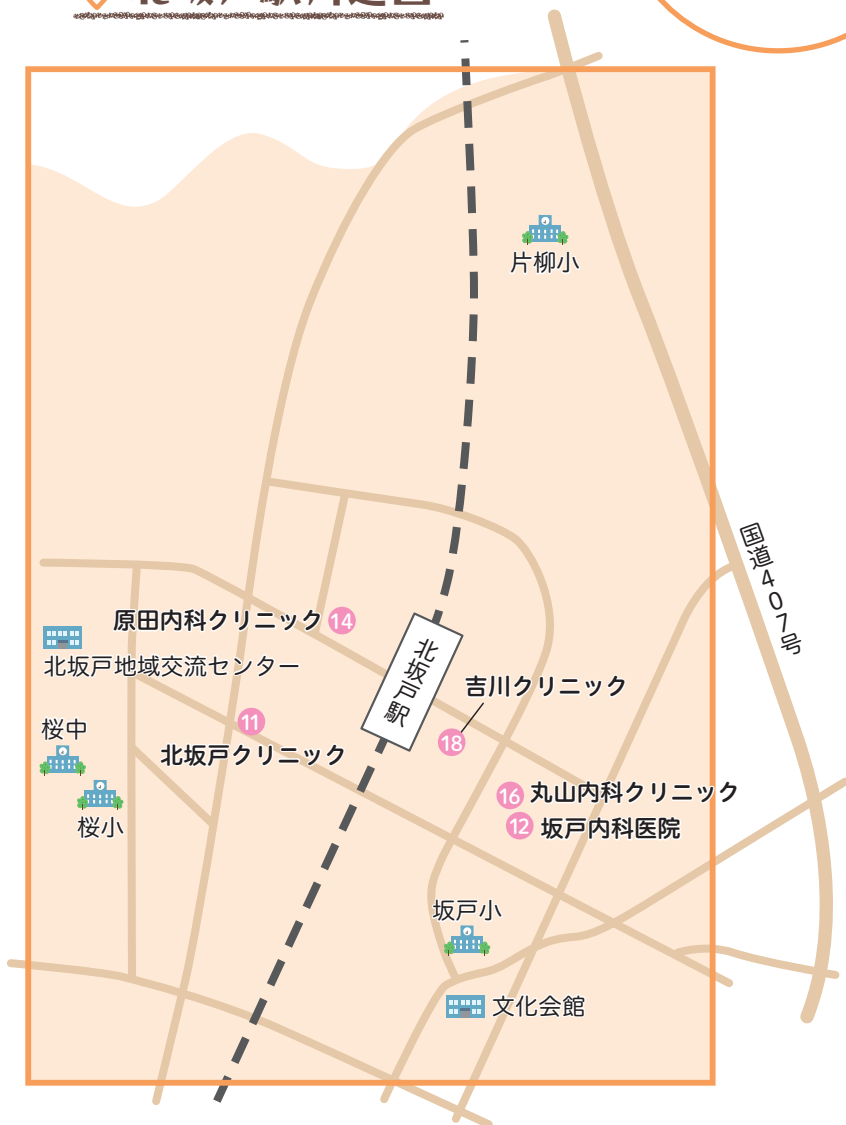 片柳小
国道407号
原田内科クリニック 14
北坂戸地域交流センター
北坂戸駅
吉川クリニック
18
11
北坂戸クリニック
桜中
桜小
16 丸山内科クリニック
12 坂戸内科医院
坂戸小
文化会館